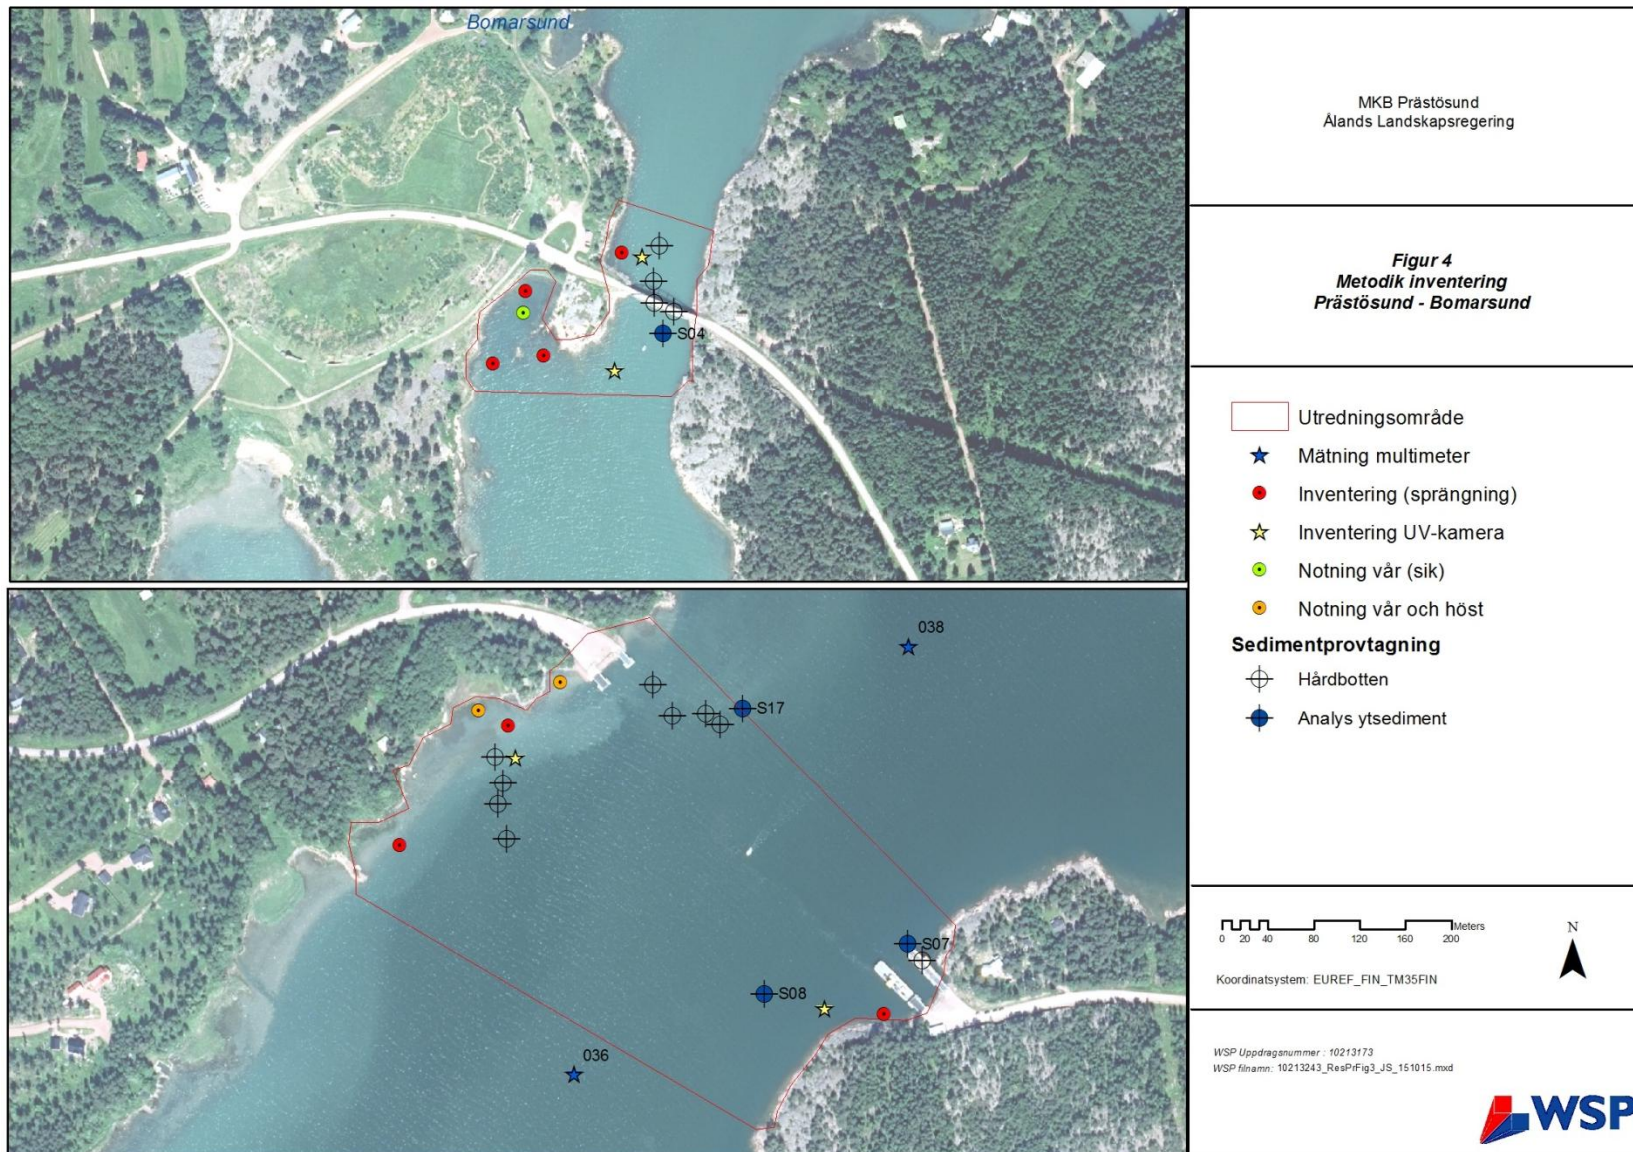 Bomarsund
S04
038
S17
S07
S08
036
MKB Prästösund
Ålands Landskapsregering
Figur 4
Metodik inventering
Prästösund - Bomarsund
Utredningsområde
Mätning multimeter
Inventering (sprängning)
Inventering UV-kamera
Notning vår (sik)
Notning vår och höst
Sedimentprovtagning
Hårdbotten
Analys ytsediment
Meters
0 20 40 80 120 160 200
N
Koordinatsystem: EUREF_FIN_TM35FIN
WSP Uppdragsnummer : 10213173
WSP filnamn: 10213243_ResPrFig3_JS_151015.mxd
WSP